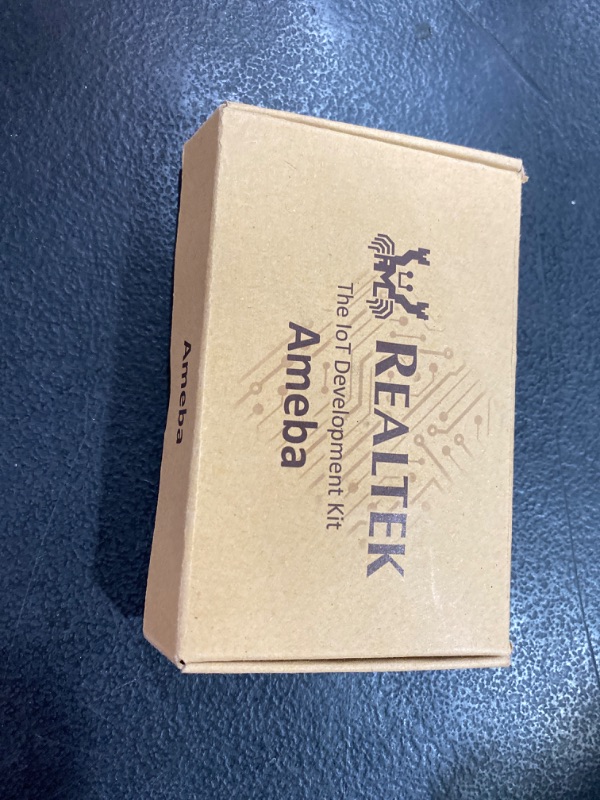 REALTEK
The IoT Development Kit
Ameba
Ameba